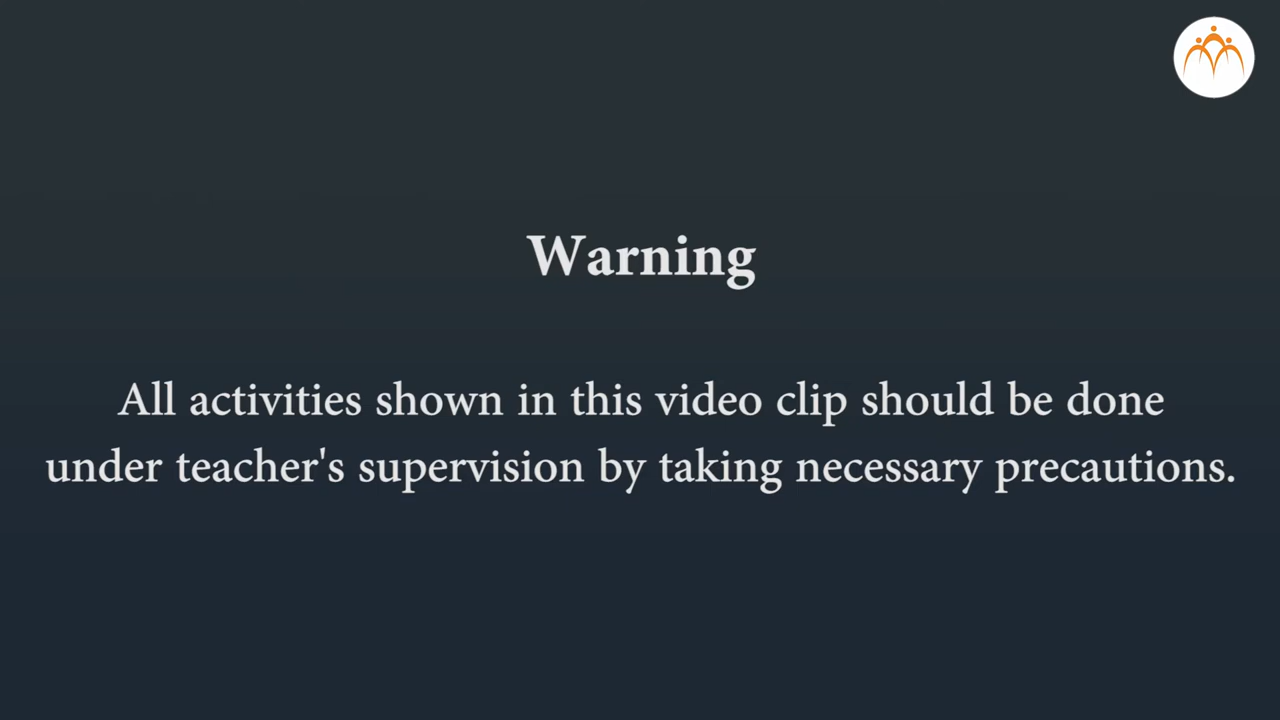 Warning
All activities shown in this video clip should be done
under teacher's supervision by taking necessary precautions.